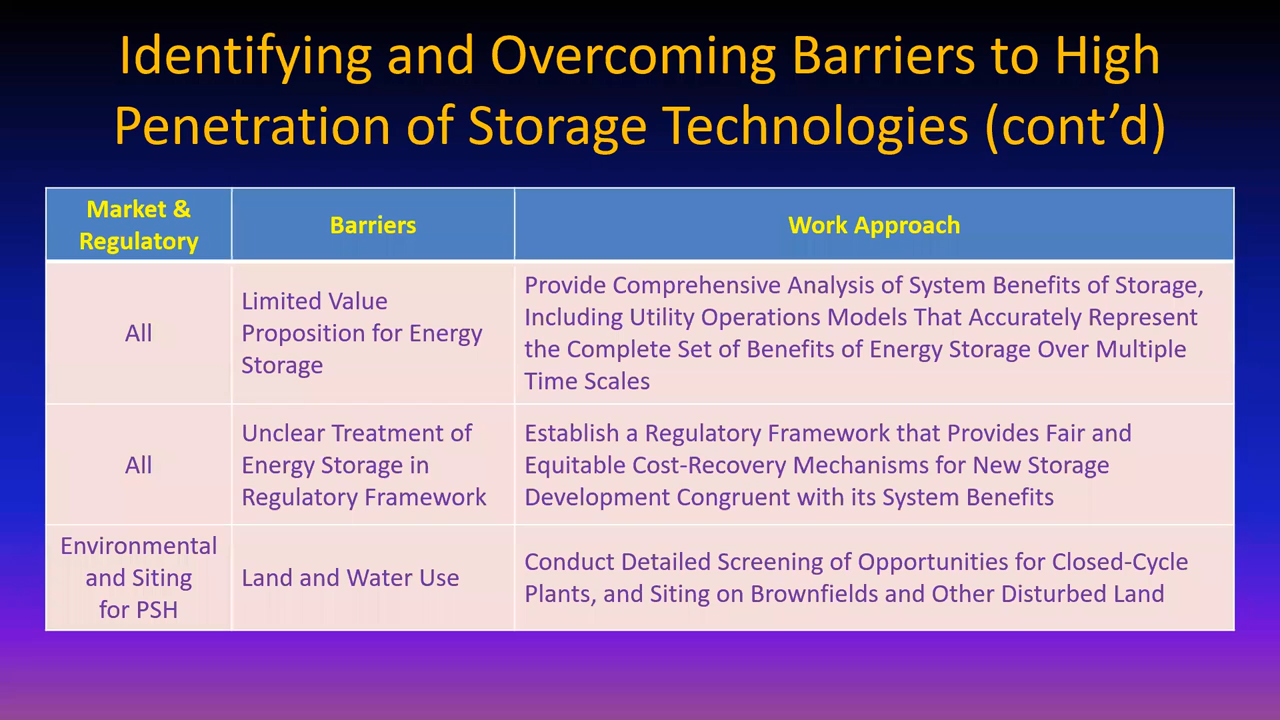 Identifying and Overcoming Barriers to High
Penetration of Storage Technologies (cont’d)
Market &
Regulatory
Barriers
Work Approach
All
Limited Value
Proposition for Energy
Storage
Provide Comprehensive Analysis of System Benefits of Storage,
Including Utility Operations Models That Accurately Represent
the Complete Set of Benefits of Energy Storage Over Multiple
Time Scales
All
Unclear Treatment of
Energy Storage in
Regulatory Framework
Establish a Regulatory Framework that Provides Fair and
Equitable Cost-Recovery Mechanisms for New Storage
Development Congruent with its System Benefits
Environmental
and Siting
for PSH
Land and Water Use
Conduct Detailed Screening of Opportunities for Closed-Cycle
Plants, and Siting on Brownfields and Other Disturbed Land